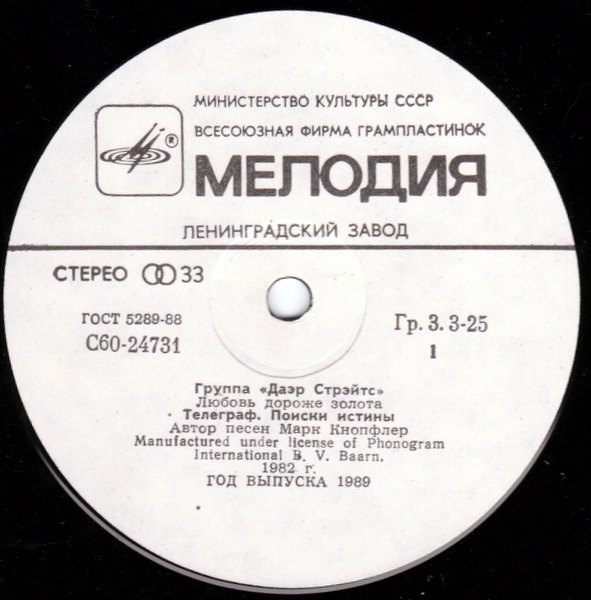 МИНИСТЕРСТВО КУЛЬТУРЫ СССР
ВСЕСОЮЗНАЯ ФИРМА ГРАМПЛАСТИНОК
®
МЕЛОДИЯ
ЛЕНИНГРАДСКИЙ ЗАВОД
СТЕРЕО 33
ГОСТ 5289-88
С60-24731
Гр. 3. 3-25
1
Группа «Даэр Стрэйтс»
Любовь дороже золота
Телеграф. Поиски истины
Автор песен Марк Кнопфлер
Manufactured under license of Phonogram
International B. V. Baarn,
1982 г.
ГОД ВЫПУСКА 1989